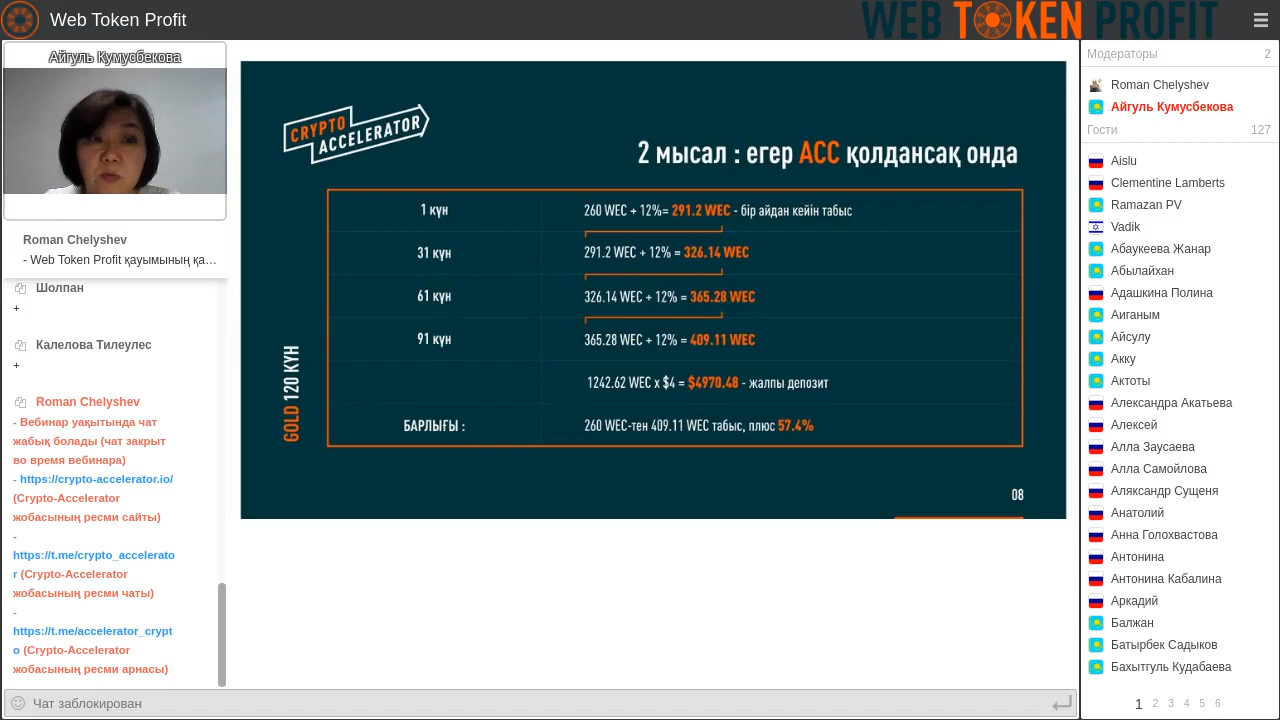 Web Token Profit
WEB TOKEN PROFIT
Айгуль Кумусбекова
Roman Chelyshev
- Web Token Profit қауымының қа…
Шолпан
+
Калелова Тилеулес
+
Roman Chelyshev
- Вебинар уақытында чат
жабық болады (чат закрыт
во время вебинара)
- https://crypto-accelerator.io/
(Crypto-Accelerator
жобасының ресми сайты)
-
https://t.me/crypto_accelerato
r (Crypto-Accelerator
жобасының ресми чаты)
-
https://t.me/accelerator_crypt
o (Crypto-Accelerator
жобасының ресми арнасы)
Чат заблокирован
CRYPTO
ACCELERATOR
2 мысал : егер ACC қолдансақ онда
GOLD 120 КҮН
1 күн 260 WEC + 12%= 291.2 WEC - бір айдан кейін табыс
31 күн 291.2 WEC + 12% = 326.14 WEC
61 күн 326.14 WEC + 12% = 365.28 WEC
91 күн 365.28 WEC + 12% = 409.11 WEC
1242.62 WEC x $4 = $4970.48 - жалпы депозит
БАРЛЫҒЫ : 260 WEC-тен 409.11 WEC табыс, плюс 57.4%
08
Модераторы 2
Roman Chelyshev
Айгуль Кумусбекова
Гости 127
Aislu
Clementine Lamberts
Ramazan PV
Vadik
Абаукеева Жанар
Абылайхан
Адашкина Полина
Аиганым
Айсулу
Акку
Актоты
Александра Акатьева
Алексей
Алла Заусаева
Алла Самойлова
Аляксандр Сущеня
Анатолий
Анна Голохвастова
Антонина
Антонина Кабалина
Аркадий
Балжан
Батырбек Садыков
Бахытгуль Кудабаева
1 2 3 4 5 6